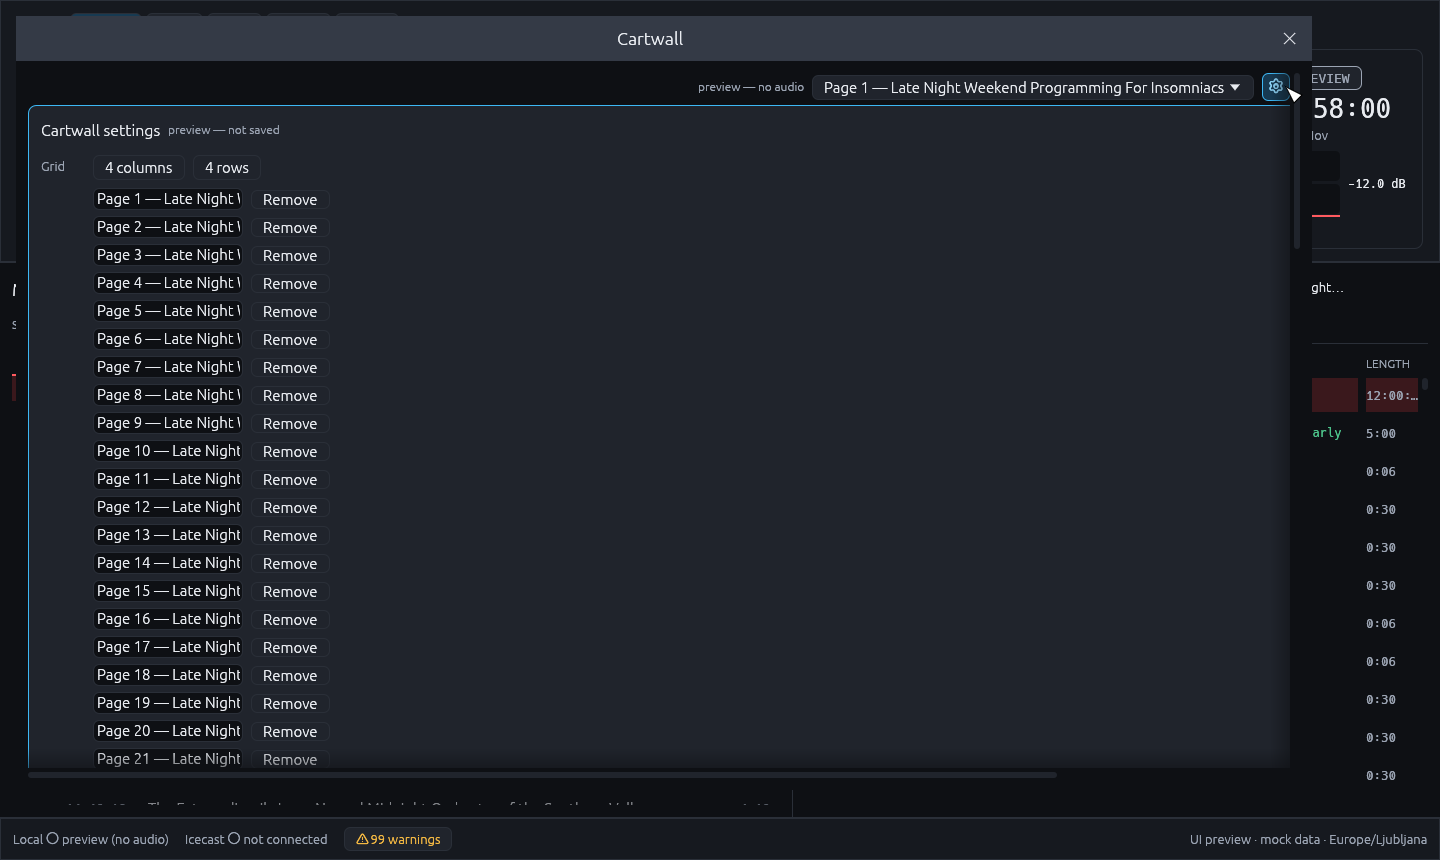 Cartwall
preview — no audio Page 1 — Late Night Weekend Programming For Insomniacs
Cartwall settings preview — not saved
Grid 4 columns 4 rows
Page 1 — Late Night Remove
Page 2 — Late Night Remove
Page 3 — Late Night Remove
Page 4 — Late Night Remove
Page 5 — Late Night Remove
Page 6 — Late Night Remove
Page 7 — Late Night Remove
Page 8 — Late Night Remove
Page 9 — Late Night Remove
Page 10 — Late Night Remove
Page 11 — Late Night Remove
Page 12 — Late Night Remove
Page 13 — Late Night Remove
Page 14 — Late Night Remove
Page 15 — Late Night Remove
Page 16 — Late Night Remove
Page 17 — Late Night Remove
Page 18 — Late Night Remove
Page 19 — Late Night Remove
Page 20 — Late Night Remove
Page 21 — Late Night Remove
EVIEW
58:00
-12.0 dB
ght…
LENGTH
12:00:…
arly 5:00
0:06
0:30
0:30
0:30
0:06
0:06
0:30
0:30
0:30
Local preview (no audio) Icecast not connected 99 warnings UI preview · mock data · Europe/Ljubljana